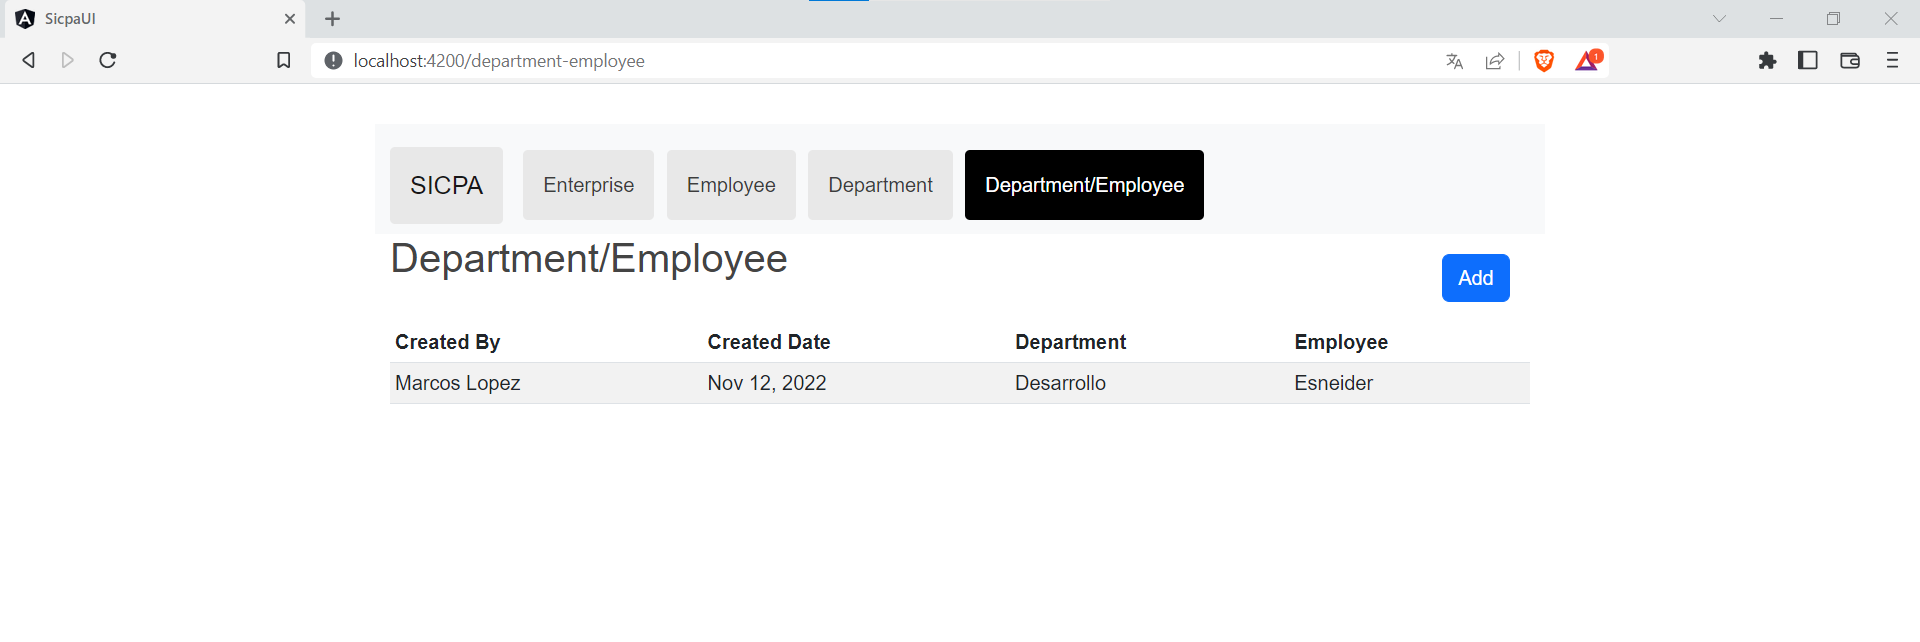 SicpaUI
localhost:4200/department-employee
1
SICPA Enterprise Employee Department Department/Employee
Department/Employee
Add
Created By Created Date Department Employee
Marcos Lopez Nov 12, 2022 Desarrollo Esneider